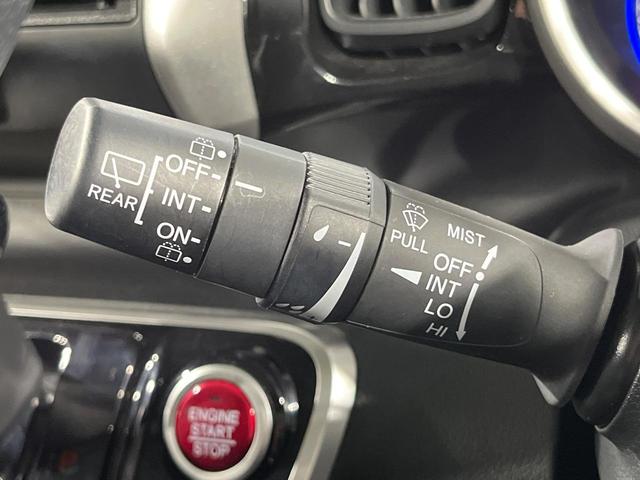 OFF
INT
ON
REAR
PULL
MIST
OFF
INT
LO
HI
ENGINE
START
STOP